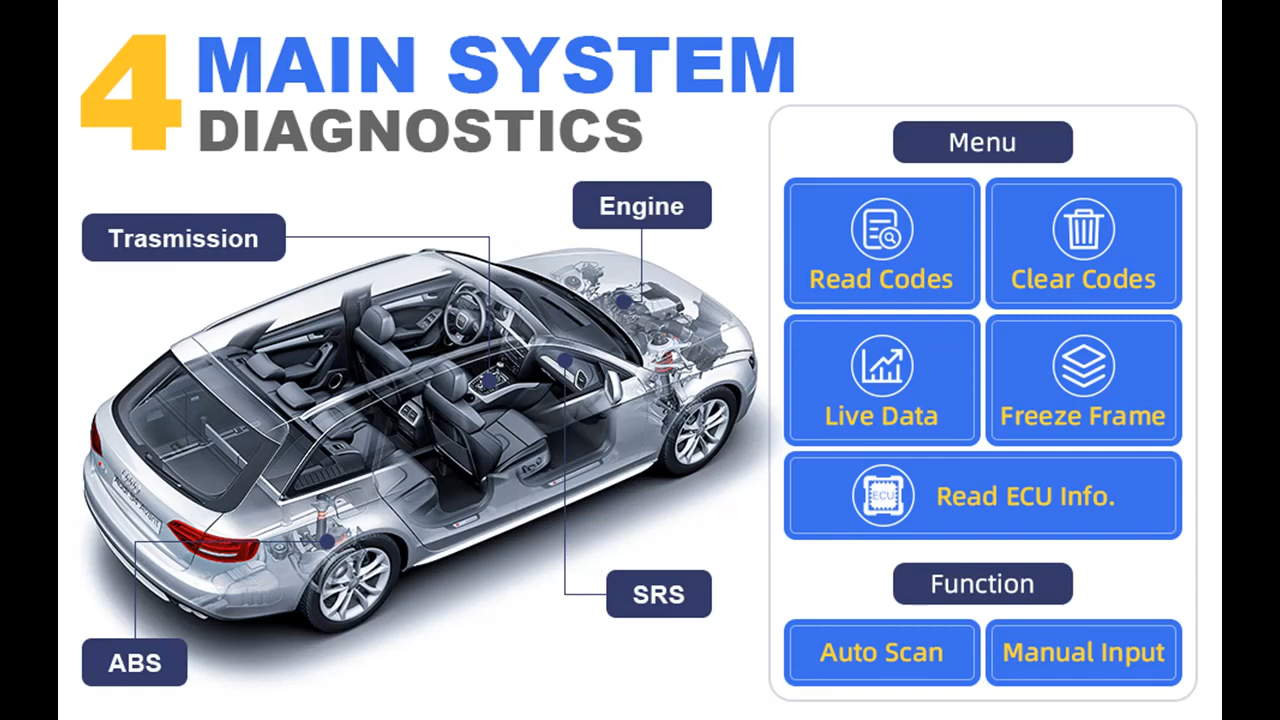 4 MAIN SYSTEM
DIAGNOSTICS
Menu
Engine
Trasmission
Read Codes
Clear Codes
Live Data
Freeze Frame
ECU
Read ECU Info.
SRS
Function
ABS
Auto Scan
Manual Input